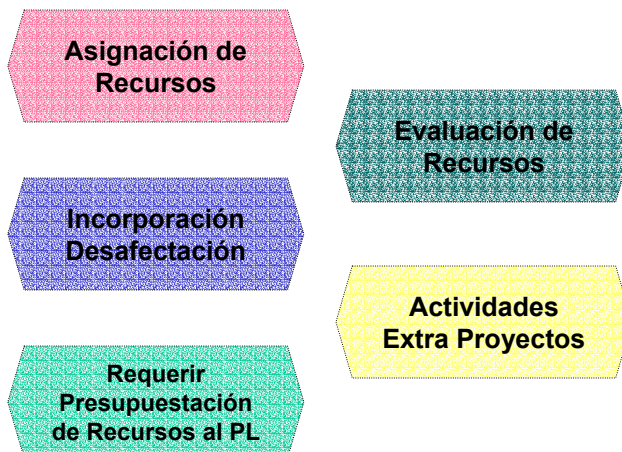 Asignación de
Recursos
Evaluación de
Recursos
Incorporación
Desafectación
Actividades
Extra Proyectos
Requerir
Presupuestación
de Recursos al PL